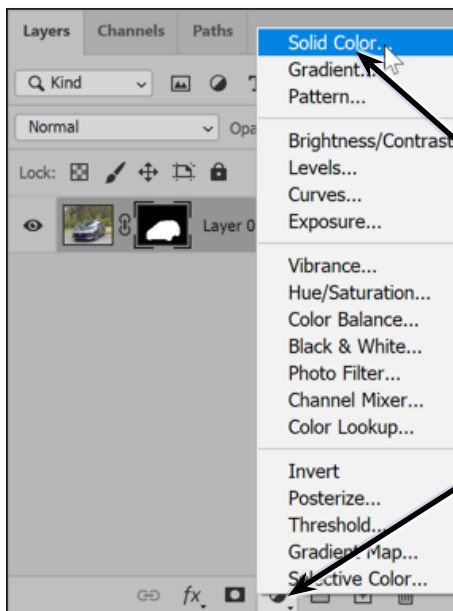 Layers Channels Paths
Kind
Normal Opa
Lock:
Layer 0
fx
Solid Color...
Gradient...
Pattern...
Brightness/Contrast
Levels...
Curves...
Exposure...
Vibrance...
Hue/Saturation...
Color Balance...
Black & White...
Photo Filter...
Channel Mixer...
Color Lookup...
Invert
Posterize...
Threshold...
Gradient Map...
Selective Color...